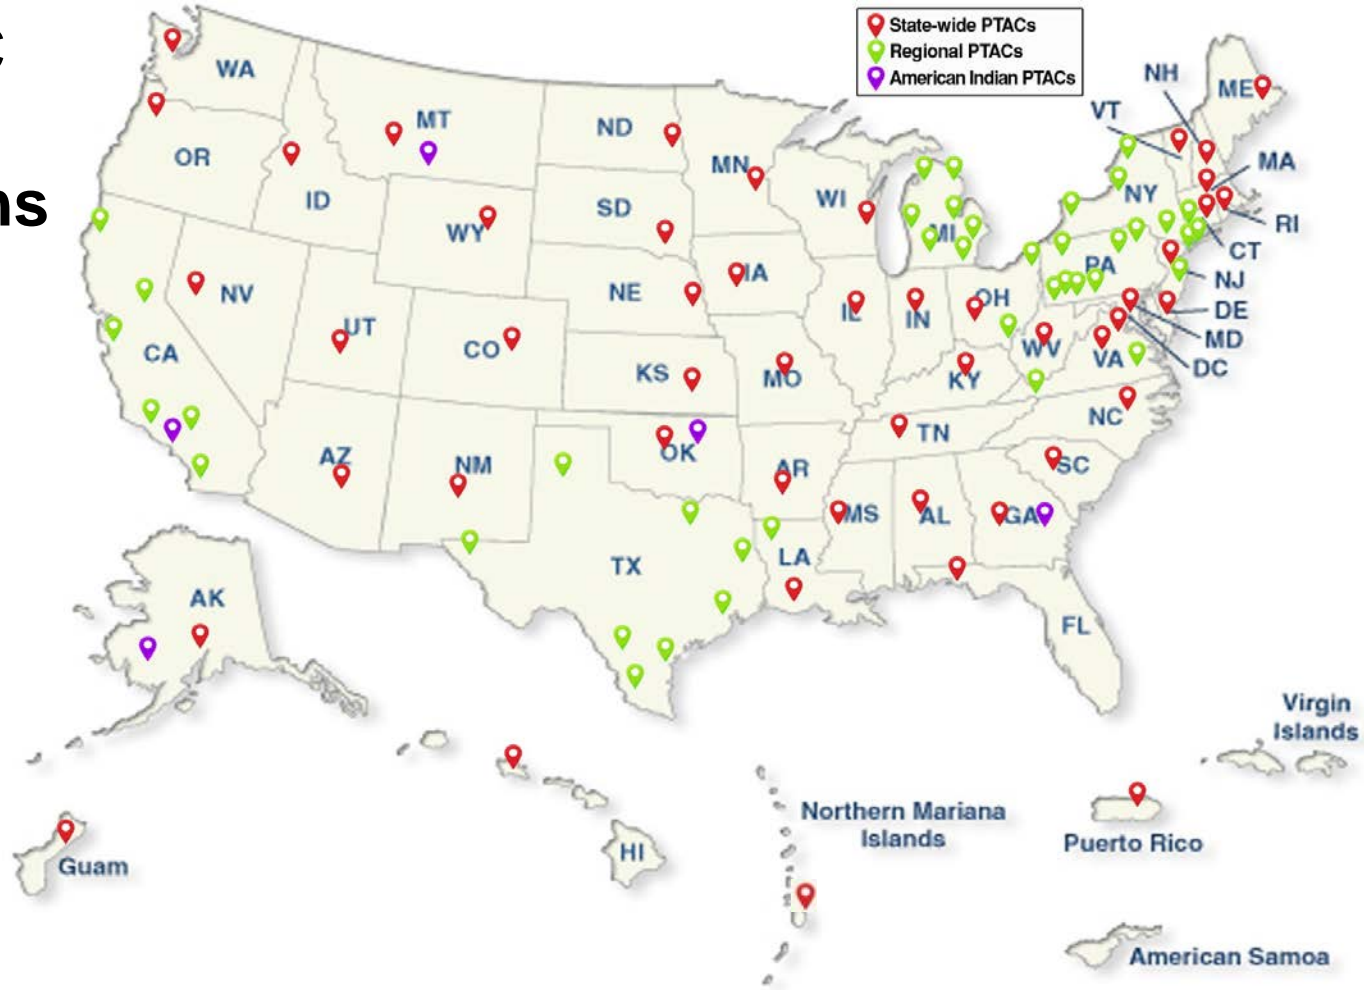 C
ns
State-wide PTACs
Regional PTACs
American Indian PTACs
WA
MT
ND
MN
OR
ID
WY
SD
WI
MI
NH
VT
ME
MA
NY
RI
CT
PA
NJ
DE
MD
DC
NV
UT
CO
NE
IA
IL
IN
OH
WV
VA
CA
KS
MO
KY
NC
TN
AZ
NM
OK
AR
SC
MS
AL
GA
TX
LA
FL
AK
HI
Guam
Northern Mariana
Islands
Virgin
Islands
Puerto Rico
American Samoa